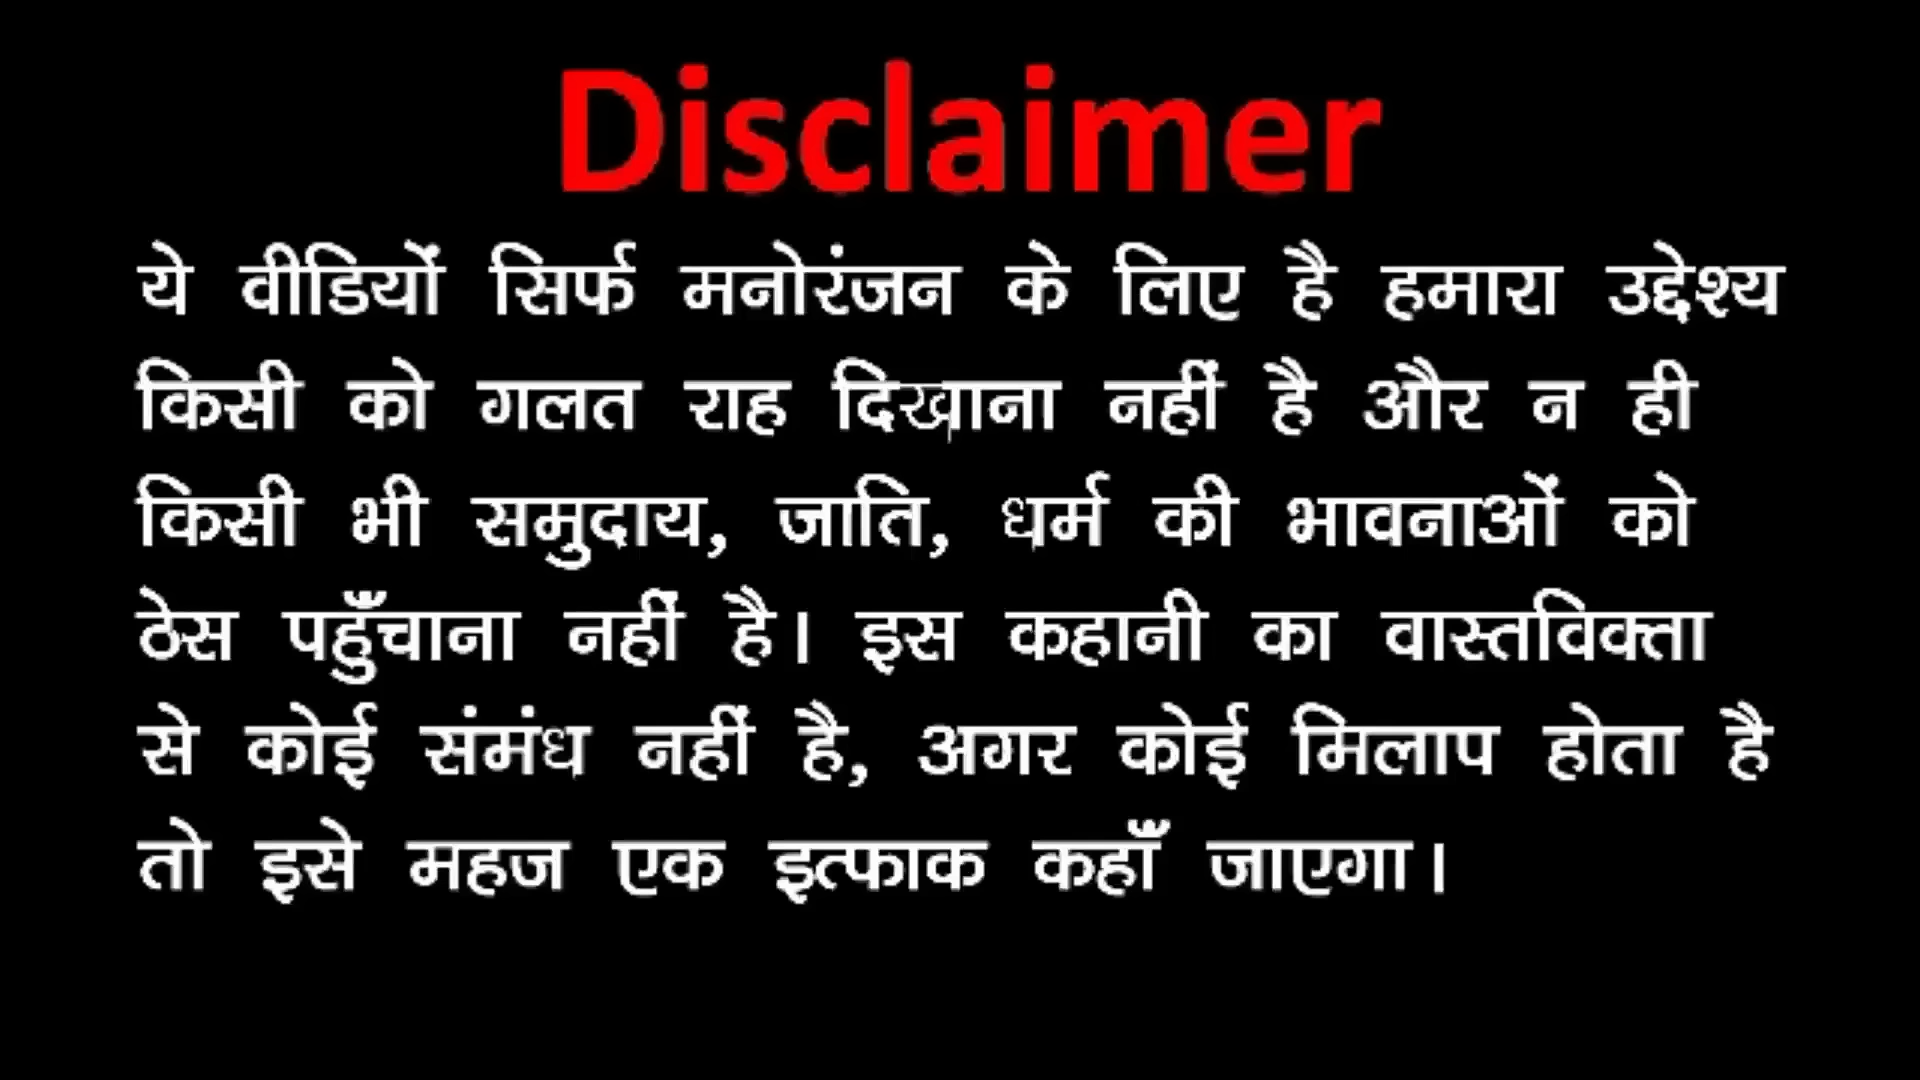 Disclaimer
ये वीडियों सिर्फ मनोरंजन के लिए है हमारा उद्देश्य
किसी को गलत राह दिखाना नहीं है और न ही
किसी भी समुदाय, जाति, धर्म की भावनाओं को
ठेस पहुँचाना नहीं है। इस कहानी का वास्तविक्ता
से कोई संमंध नहीं है, अगर कोई मिलाप होता है
तो इसे महज एक इत्फाक कहाँ जाएगा।